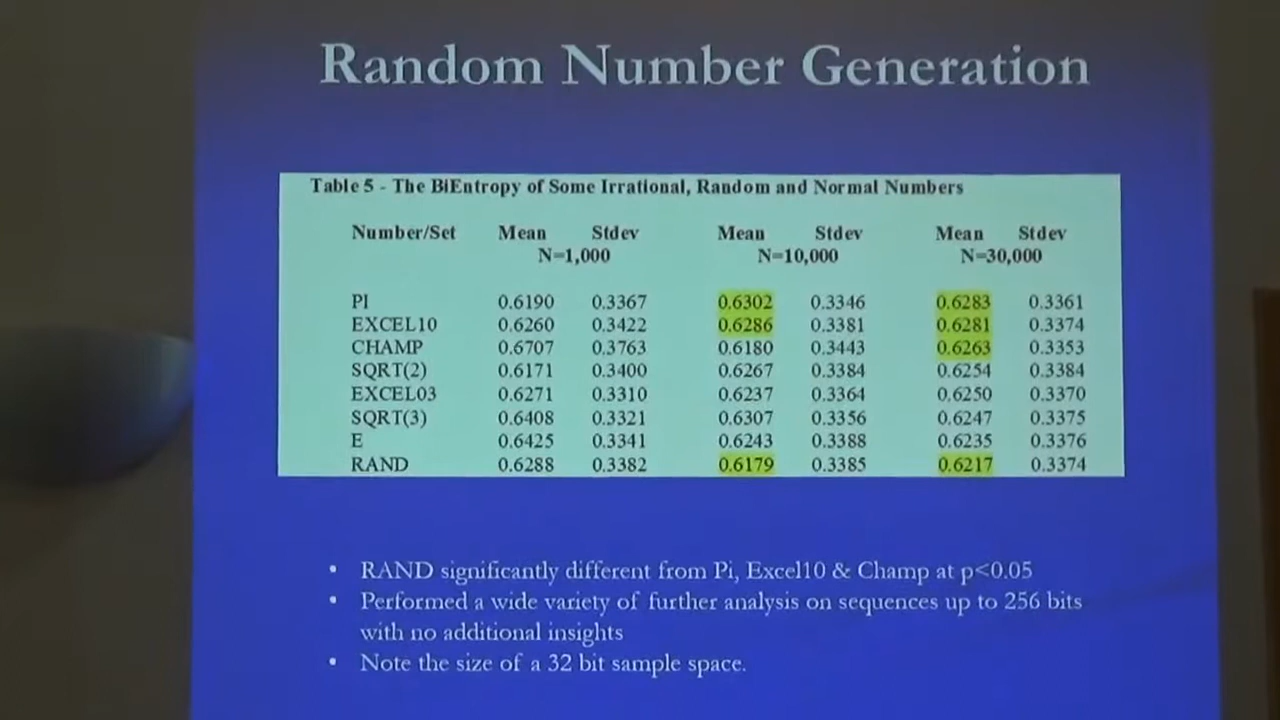 Random Number Generation
Table 5 - The BiEntropy of Some Irrational, Random and Normal Numbers
Number/Set Mean Stdev Mean Stdev Mean Stdev
N=1,000 N=10,000 N=30,000
PI 0.6190 0.3367 0.6302 0.3346 0.6283 0.3361
EXCEL10 0.6260 0.3422 0.6286 0.3381 0.6281 0.3374
CHAMP 0.6707 0.3763 0.6180 0.3443 0.6263 0.3353
SQRT(2) 0.6171 0.3400 0.6267 0.3384 0.6254 0.3384
EXCEL03 0.6271 0.3310 0.6237 0.3364 0.6250 0.3370
SQRT(3) 0.6408 0.3321 0.6307 0.3356 0.6247 0.3375
E 0.6425 0.3341 0.6243 0.3388 0.6235 0.3376
RAND 0.6288 0.3382 0.6179 0.3385 0.6217 0.3374
• RAND significantly different from Pi, Excel10 & Champ at p<0.05
• Performed a wide variety of further analysis on sequences up to 256 bits
with no additional insights
• Note the size of a 32 bit sample space.